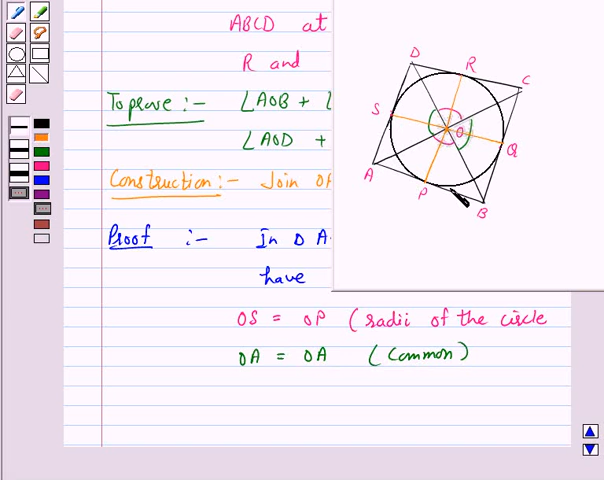 ABCD at
R and
To prove :- ∠AOB + ∠
∠AOD +
Construction :- Join OP
Proof :- In Δ A
have
OS = OP (radii of the circle
OA = OA (Common)
D
R
C
S
O
Q
A
P
B